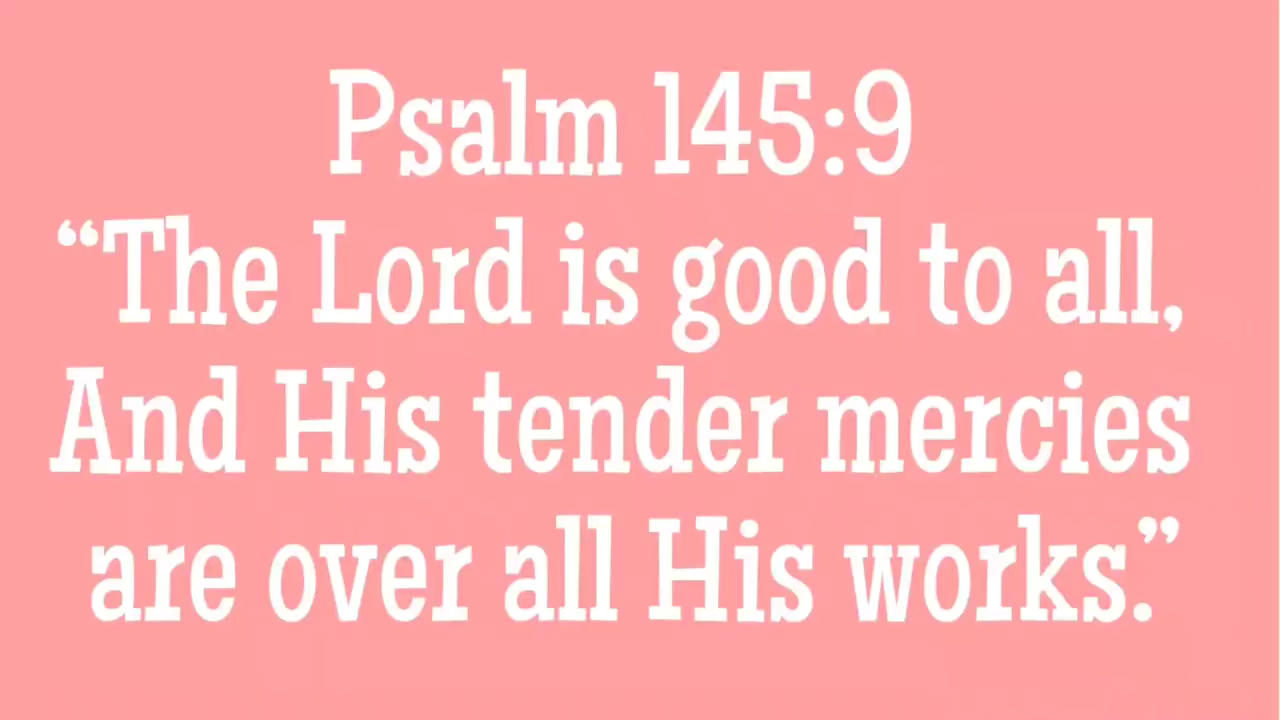 Psalm 145:9
“The Lord is good to all,
And His tender mercies
are over all His works.”